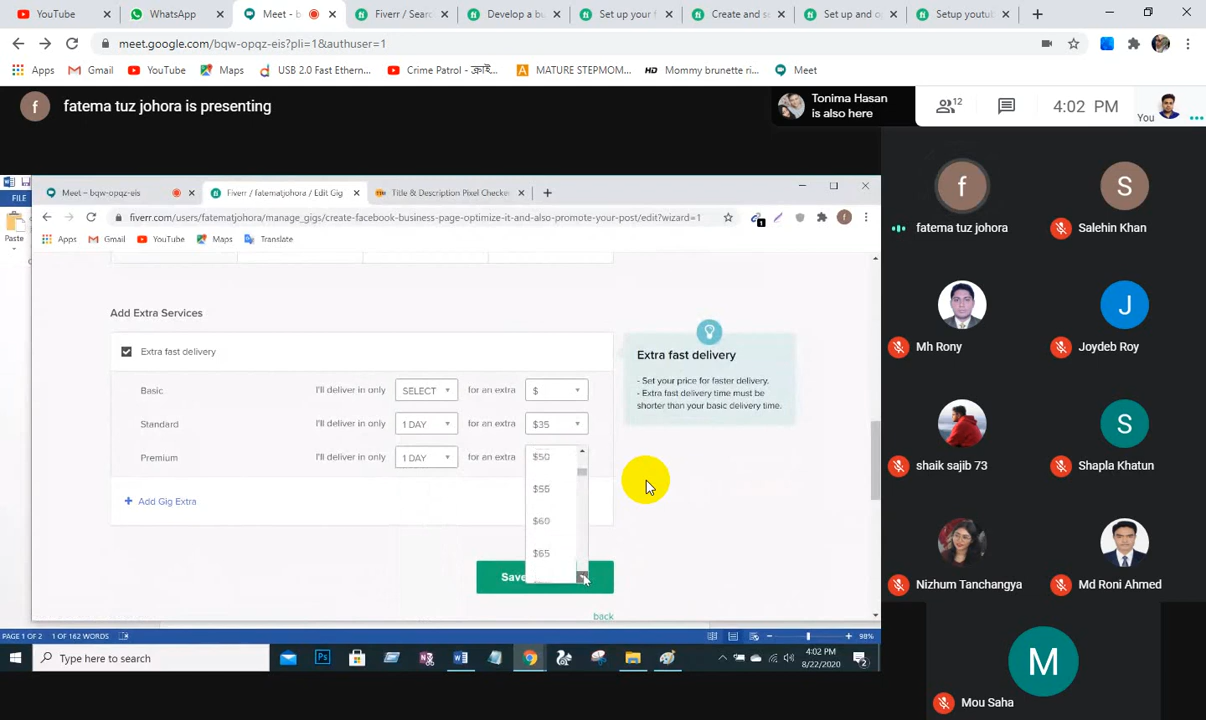 YouTube
WhatsApp
Meet - b
Fiverr / Sear
Develop a bu
Set up your f
Create and s
Set up and o
Setup youtub
meet.google.com/bqw-opqz-eis?pli=1&authuser=1
Apps
Gmail
YouTube
Maps
USB 2.0 Fast Ethern...
Crime Patrol - ক্রাই...
MATURE STEPMOM...
HD Mommy brunette ri...
Meet
f
fatema tuz johora is presenting
Tonima Hasan
is also here
12
4:02 PM
You
Meet – bqw-opqz-eis
Fiverr / fatematjohora / Edit Gig
Title & Description Pixel Checker
FILE
Paste
fiverr.com/users/fatematjohora/manage_gigs/create-facebook-business-page-optimize-it-and-also-promote-your-post/edit?wizard=1
1
f
Apps
Gmail
YouTube
Maps
Translate
Add Extra Services
Extra fast delivery
Basic
I'll deliver in only
SELECT
for an extra
$
Standard
I'll deliver in only
1 DAY
for an extra
$35
Premium
I'll deliver in only
1 DAY
for an extra
$50
$55
$60
$65
+ Add Gig Extra
Save
back
Extra fast delivery
- Set your price for faster delivery.
- Extra fast delivery time must be
shorter than your basic delivery time.
PAGE 1 OF 2
1 OF 162 WORDS
98%
Type here to search
Ps
4:02 PM
8/22/2020
2
f
fatema tuz johora
S
Salehin Khan
Mh Rony
J
Joydeb Roy
shaik sajib 73
S
Shapla Khatun
Nizhum Tanchangya
Md Roni Ahmed
M
Mou Saha